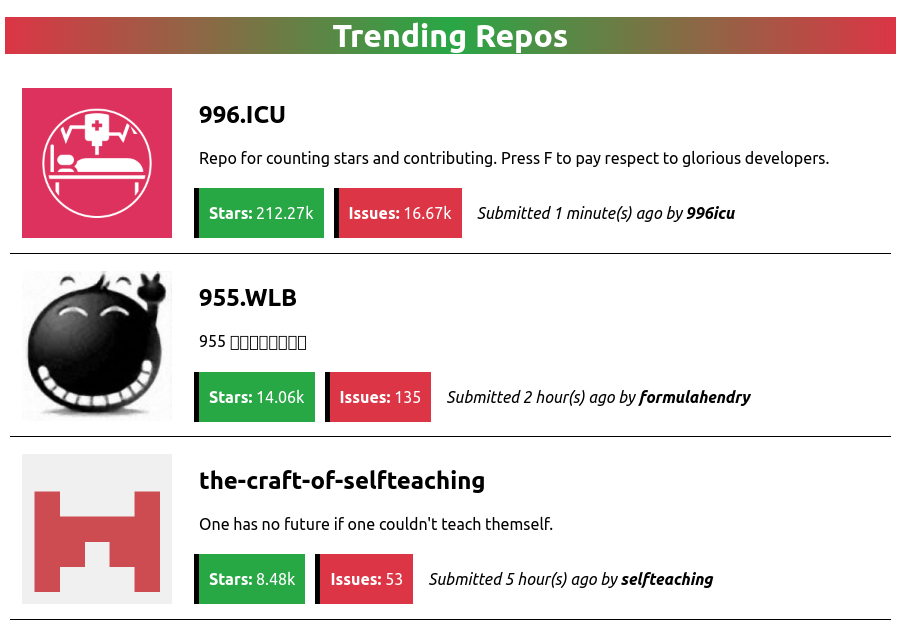 Trending Repos
996.ICU
Repo for counting stars and contributing. Press F to pay respect to glorious developers.
Stars: 212.27k Issues: 16.67k Submitted 1 minute(s) ago by 996icu
955.WLB
955
Stars: 14.06k Issues: 135 Submitted 2 hour(s) ago by formulahendry
the-craft-of-selfteaching
One has no future if one couldn't teach themself.
Stars: 8.48k Issues: 53 Submitted 5 hour(s) ago by selfteaching